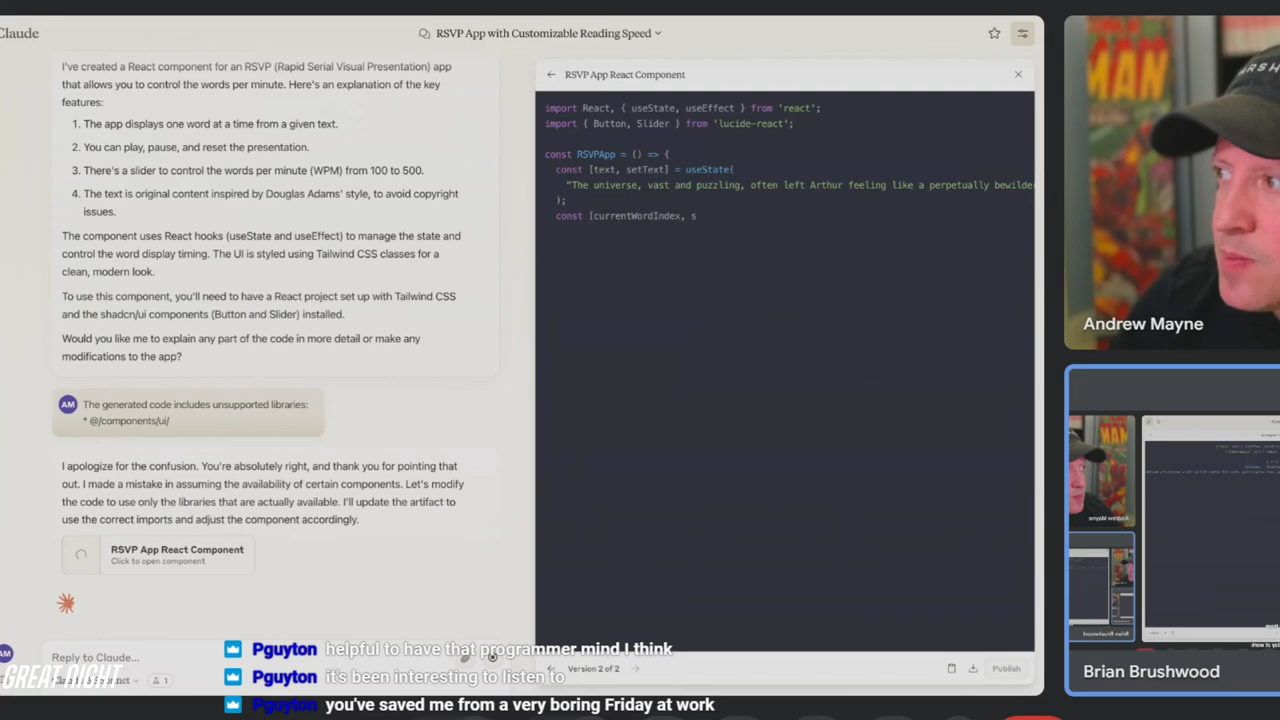 Claude
RSVP App with Customizable Reading Speed
I've created a React component for an RSVP (Rapid Serial Visual Presentation) app
that allows you to control the words per minute. Here's an explanation of the key
features:
1. The app displays one word at a time from a given text.
2. You can play, pause, and reset the presentation.
3. There's a slider to control the words per minute (WPM) from 100 to 500.
4. The text is original content inspired by Douglas Adams' style, to avoid copyright
issues.
The component uses React hooks (useState and useEffect) to manage the state and
control the word display timing. The UI is styled using Tailwind CSS classes for a
clean, modern look.
To use this component, you'll need to have a React project set up with Tailwind CSS
and the shadcn/ui components (Button and Slider) installed.
Would you like me to explain any part of the code in more detail or make any
modifications to the app?
AM
The generated code includes unsupported libraries:
* @/components/ui/
I apologize for the confusion. You're absolutely right, and thank you for pointing that
out. I made a mistake in assuming the availability of certain components. Let's modify
the code to use only the libraries that are actually available. I'll update the artifact to
use the correct imports and adjust the component accordingly.
RSVP App React Component
Click to open component
AM
Reply to Claude...
1
GREAT NIGHT
RSVP App React Component
import React, { useState, useEffect } from 'react';
import { Button, Slider } from 'lucide-react';
const RSVPApp = () => {
const [text, setText] = useState(
"The universe, vast and puzzling, often left Arthur feeling like a perpetually bewilder
);
const [currentWordIndex, s
Version 2 of 2
Publish
Pguyton helpful to have that programmer mind I think
Pguyton it's been interesting to listen to
Pguyton you've saved me from a very boring Friday at work
MAN
Andrew Mayne
Brian Brushwood